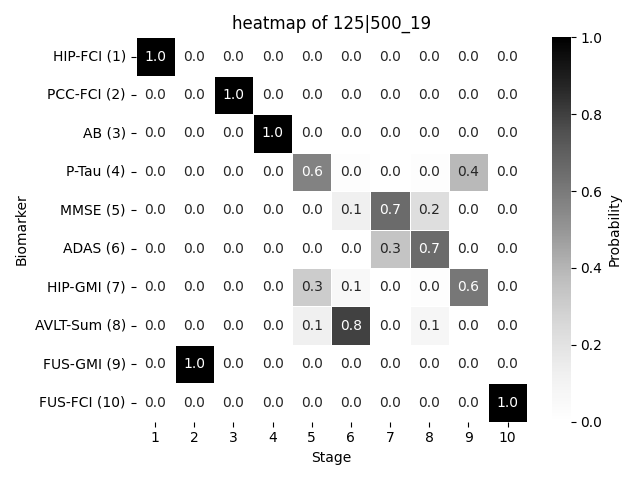 heatmap of 125|500_19
HIP-FCI (1) 1.0 0.0 0.0 0.0 0.0 0.0 0.0 0.0 0.0 0.0
PCC-FCI (2) 0.0 0.0 1.0 0.0 0.0 0.0 0.0 0.0 0.0 0.0
AB (3) 0.0 0.0 0.0 1.0 0.0 0.0 0.0 0.0 0.0 0.0
P-Tau (4) 0.0 0.0 0.0 0.0 0.6 0.0 0.0 0.0 0.4 0.0
MMSE (5) 0.0 0.0 0.0 0.0 0.0 0.1 0.7 0.2 0.0 0.0
ADAS (6) 0.0 0.0 0.0 0.0 0.0 0.0 0.3 0.7 0.0 0.0
HIP-GMI (7) 0.0 0.0 0.0 0.0 0.3 0.1 0.0 0.0 0.6 0.0
AVLT-Sum (8) 0.0 0.0 0.0 0.0 0.1 0.8 0.0 0.1 0.0 0.0
FUS-GMI (9) 0.0 1.0 0.0 0.0 0.0 0.0 0.0 0.0 0.0 0.0
FUS-FCI (10) 0.0 0.0 0.0 0.0 0.0 0.0 0.0 0.0 0.0 1.0
1 2 3 4 5 6 7 8 9 10
Stage
Biomarker
1.0
0.8
0.6
0.4
0.2
0.0
Probability